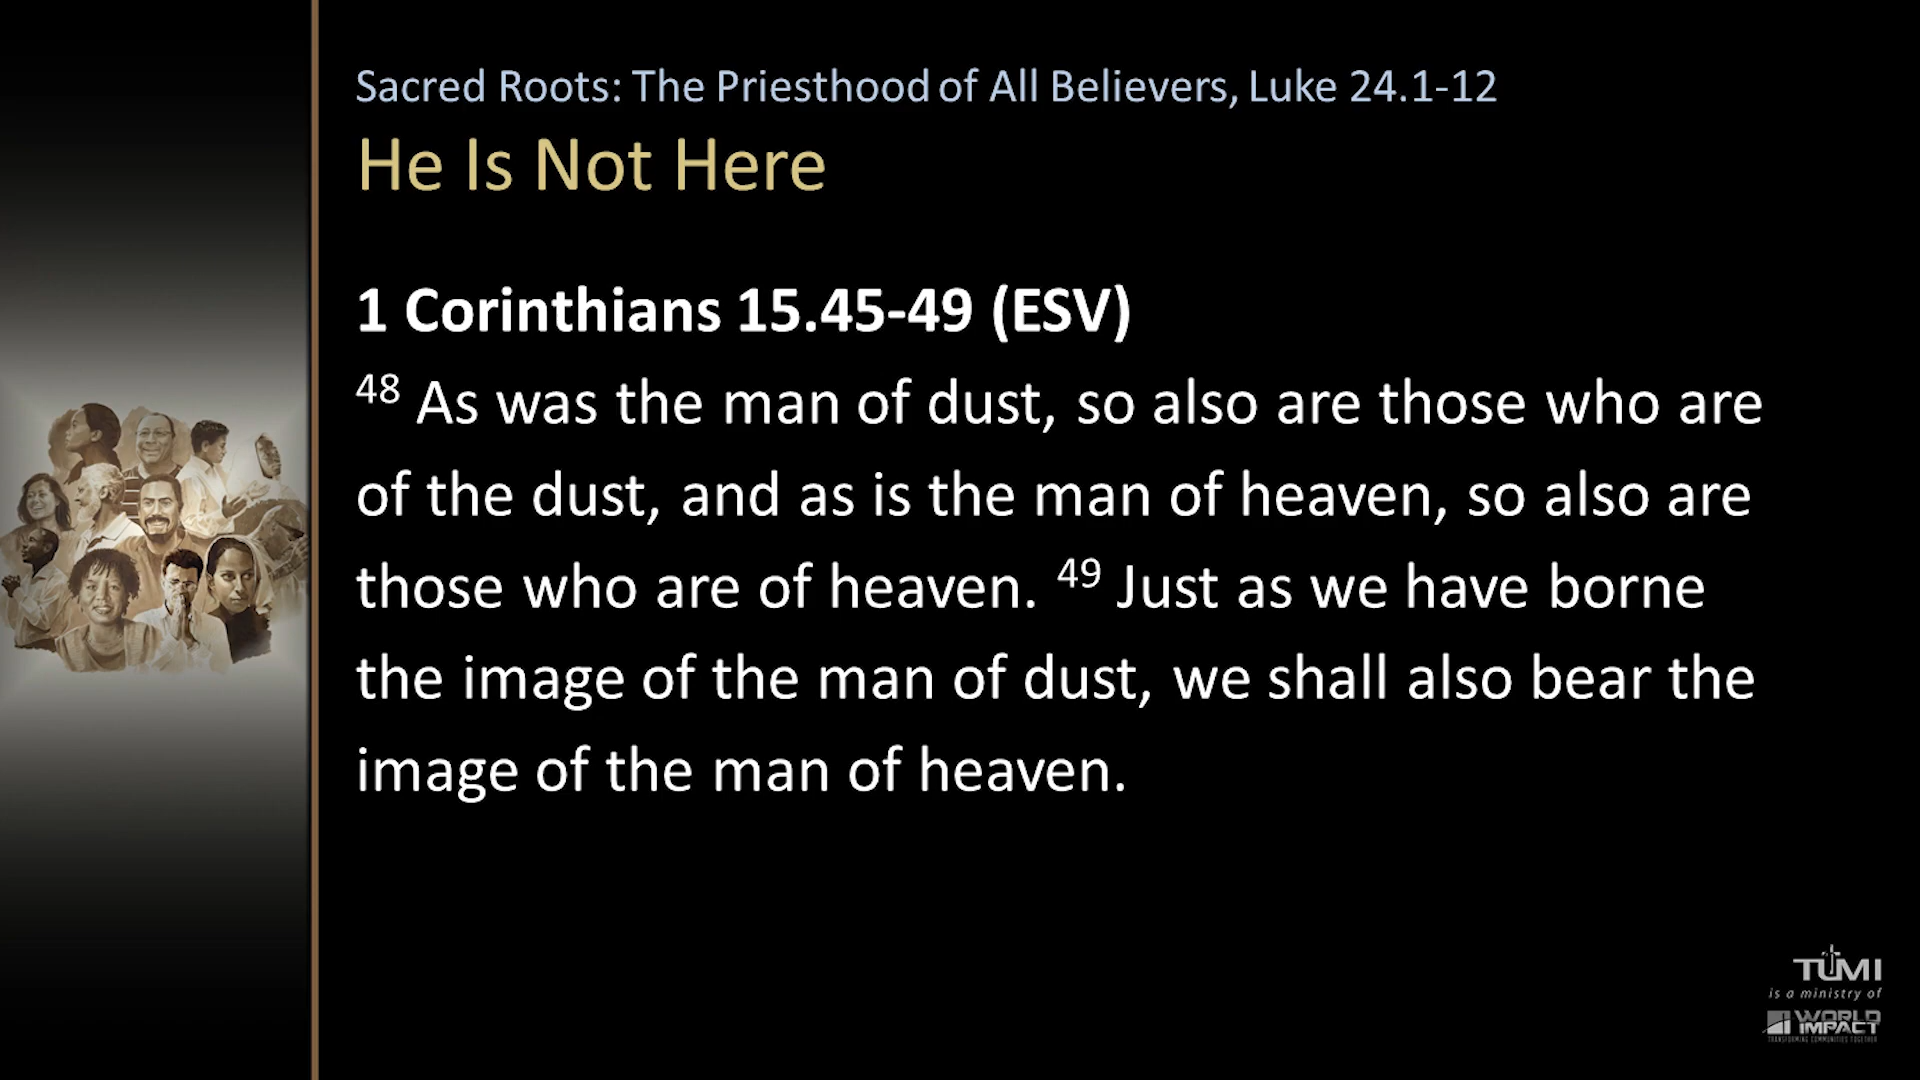 Sacred Roots: The Priesthood of All Believers, Luke 24.1-12
He Is Not Here
1 Corinthians 15.45-49 (ESV)
48 As was the man of dust, so also are those who are
of the dust, and as is the man of heaven, so also are
those who are of heaven. 49 Just as we have borne
the image of the man of dust, we shall also bear the
image of the man of heaven.
TUMI
is a ministry of
WORLD
IMPACT
TRANSFORMING COMMUNITIES TOGETHER